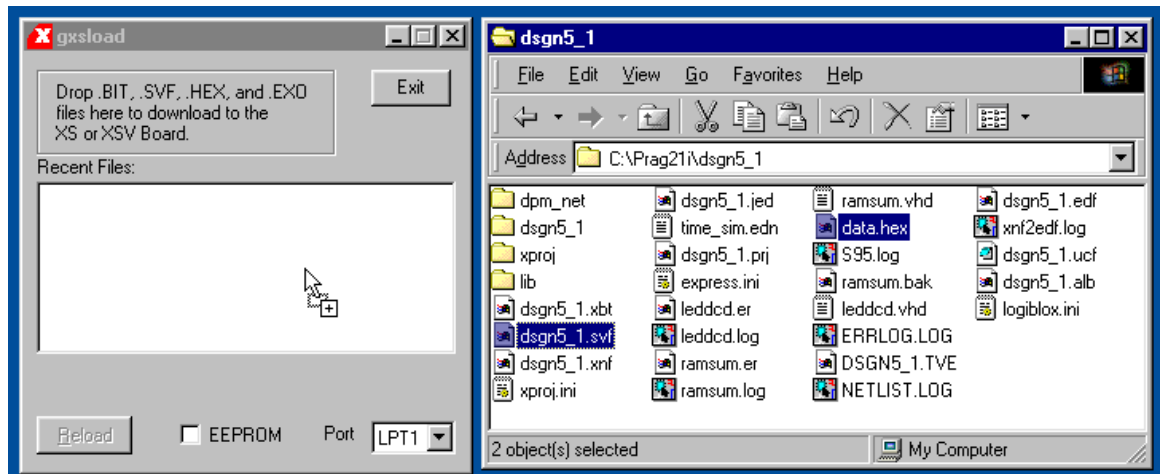 gxsload
Drop .BIT, .SVF, .HEX, and .EXO
files here to download to the
XS or XSV Board.
Exit
Recent Files:
Reload
EEPROM
Port
LPT1
dsgn5_1
File Edit View Go Favorites Help
Address C:\Prag21i\dsgn5_1
dpm_net dsgn5_1.jed ramsum.vhd dsgn5_1.edf
dsgn5_1 time_sim.edn data.hex xnf2edf.log
xproj dsgn5_1.prj S95.log dsgn5_1.ucf
lib express.ini ramsum.bak dsgn5_1.alb
dsgn5_1.xbt leddcd.er leddcd.vhd logiblox.ini
dsgn5_1.svf leddcd.log ERRLOG.LOG
dsgn5_1.xnf ramsum.er DSGN5_1.TVE
xproj.ini ramsum.log NETLIST.LOG
2 object(s) selected My Computer